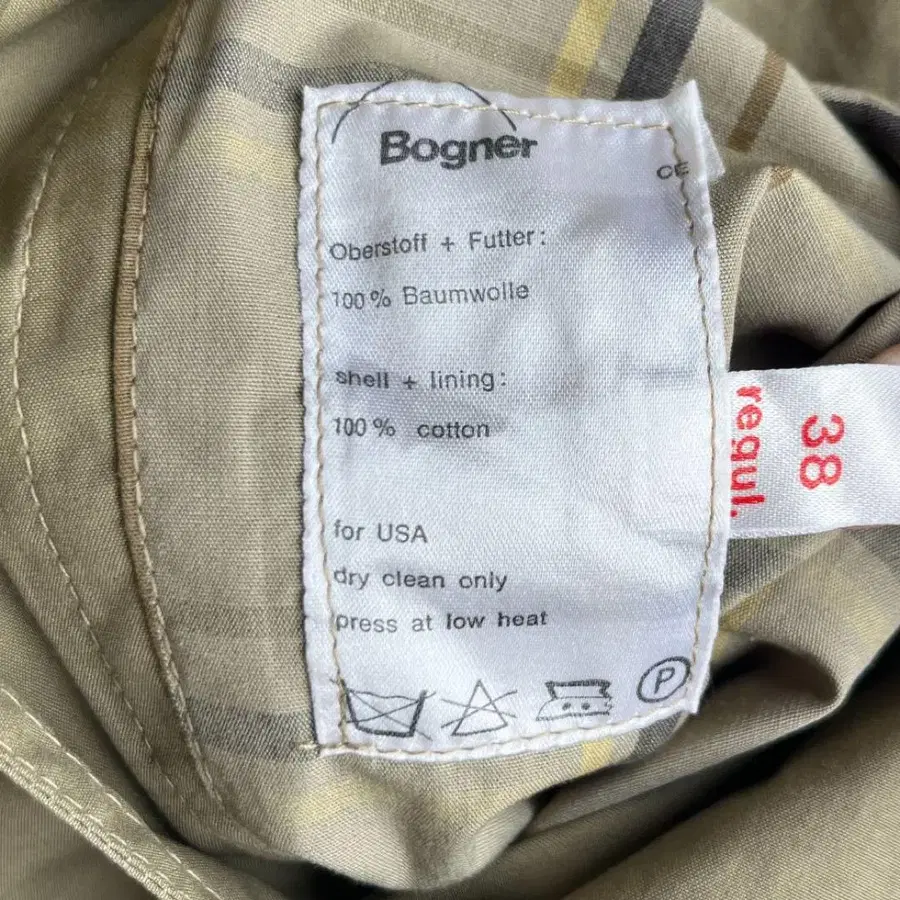 Bogner
CE
Oberstoff + Futter:
100% Baumwolle
shell + lining:
100% cotton
for USA
dry clean only
press at low heat
P
38
regul.